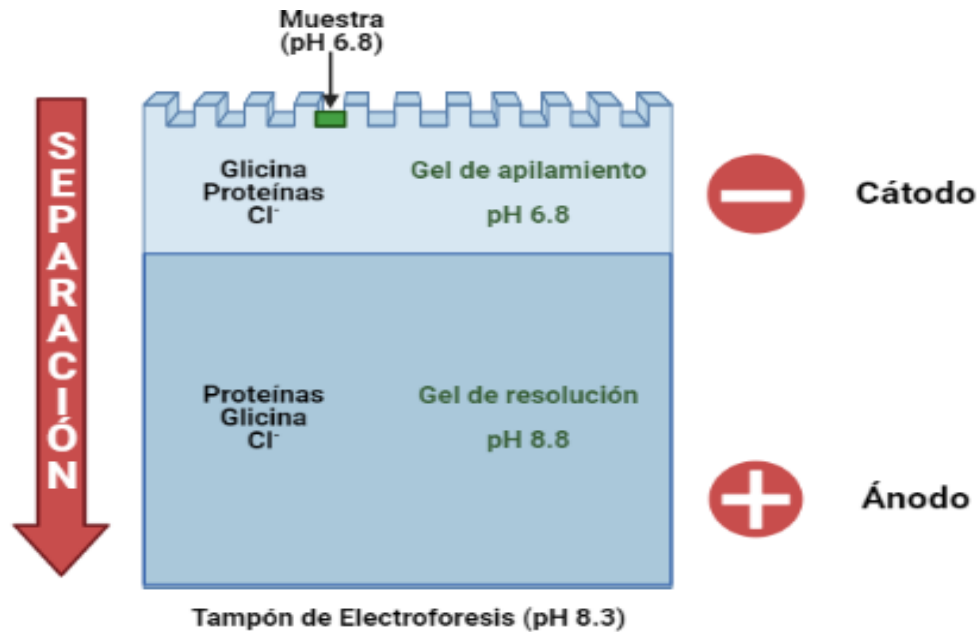 Muestra
(pH 6.8)
SEPARACIÓN
Glicina
Proteínas
Cl⁻
Gel de apilamiento
pH 6.8
Cátodo
Proteínas
Glicina
Cl⁻
Gel de resolución
pH 8.8
Ánodo
Tampón de Electroforesis (pH 8.3)